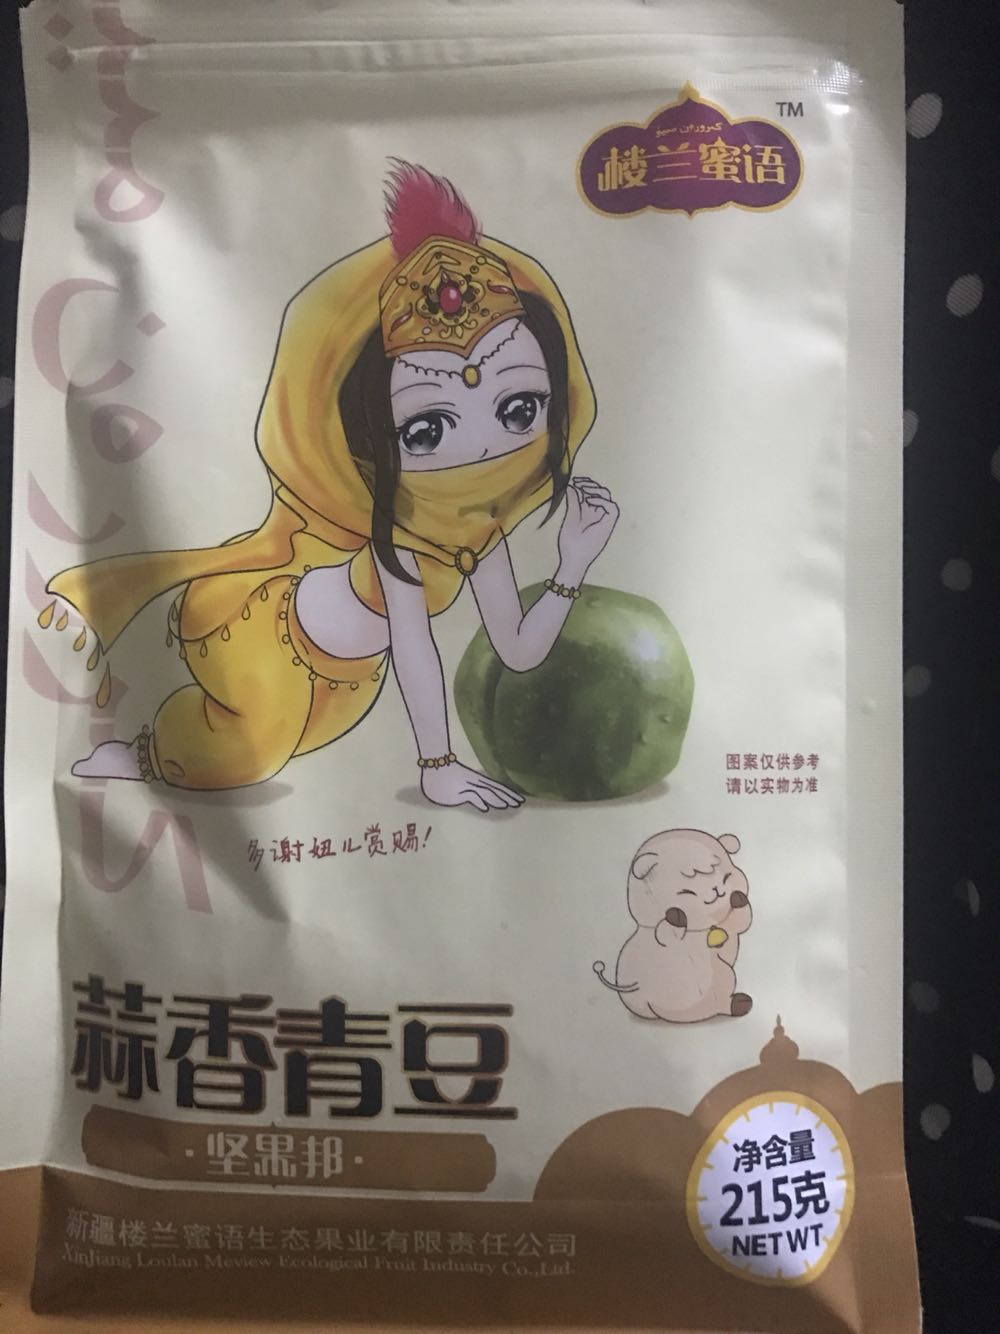 TM
楼兰蜜语
图案仅供参考
请以实物为准
多谢妞儿赏赐!
蒜香青豆
·坚果邦·
净含量
215克
NET WT
新疆楼兰蜜语生态果业有限责任公司
XinJiang Loulan Meview Ecological Fruit Industry Co.,Ltd.